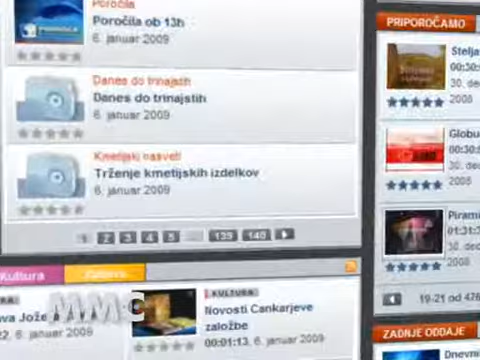 Poročila
Poročila ob 13h
6. januar 2009
Danes do trinajstih
Danes do trinajstih
6. januar 2009
Kmetijski nasveti
Trženje kmetijskih izdelkov
6. januar 2009
1 2 3 4 5 ... 139 140
Kultura
MMC
6. januar 2009
KULTURA
Novosti Cankarjeve
založbe
00:01:13, 6. januar 2009
PRIPOROČAMO
Stelja
00:30:
30. dec
2008
Globu
00:30:
30. dec
2008
Pirami
01:31:
30. dec
2008
19-21 od 476
ZADNJE ODDAJE
Dnevni